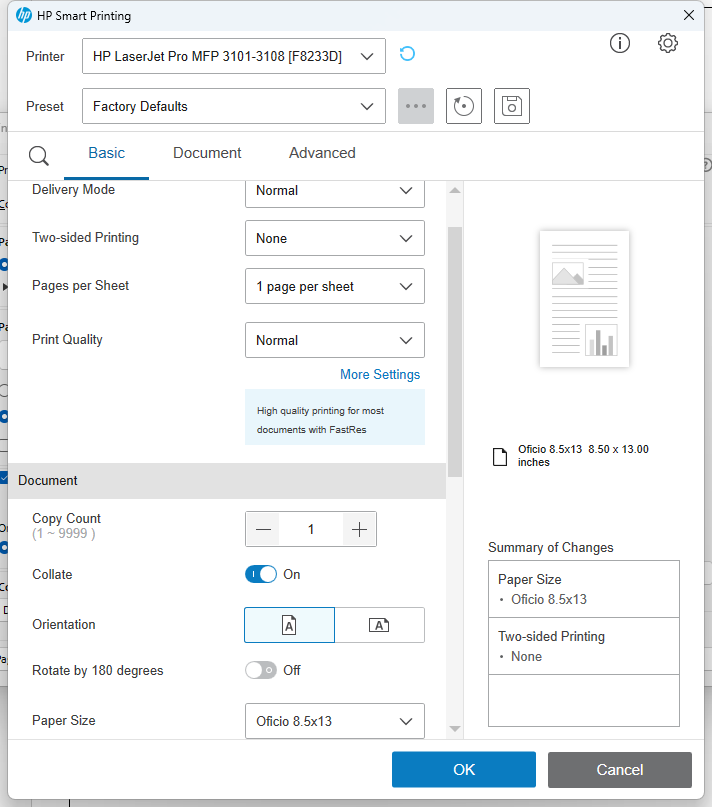 HP Smart Printing
Printer
HP LaserJet Pro MFP 3101-3108 [F8233D]
Preset
Factory Defaults
Basic
Document
Advanced
Delivery Mode
Normal
Two-sided Printing
None
Pages per Sheet
1 page per sheet
Print Quality
Normal
More Settings
High quality printing for most
documents with FastRes
Document
Copy Count
(1 ~ 9999 )
1
Collate
On
Orientation
A
A
Rotate by 180 degrees
Off
Paper Size
Oficio 8.5x13
Oficio 8.5x13 8.50 x 13.00
inches
Summary of Changes
Paper Size
• Oficio 8.5x13
Two-sided Printing
• None
OK
Cancel